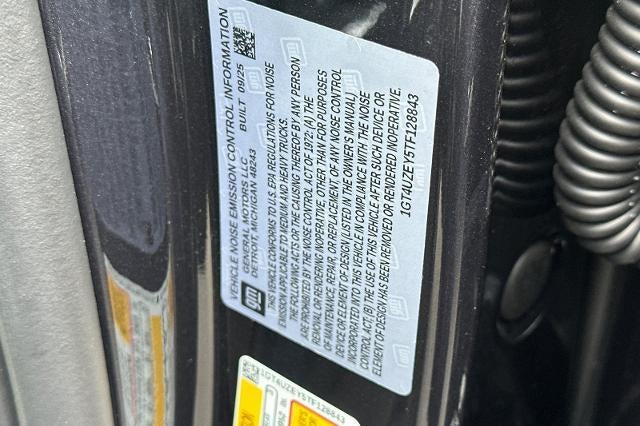 VEHICLE NOISE EMISSION CONTROL INFORMATION
GENERAL MOTORS LLC BUILT 09/25
DETROIT, MICHIGAN 48243
GM
THIS VEHICLE CONFORMS TO U.S. EPA REGULATIONS FOR NOISE
EMISSION APPLICABLE TO MEDIUM AND HEAVY TRUCKS.
THE FOLLOWING ACTS OR THE CAUSING THEREOF BY ANY PERSON
ARE PROHIBITED BY THE NOISE CONTROL ACT OF 1972: (A) THE
REMOVAL OR RENDERING INOPERATIVE, OTHER THAN FOR PURPOSES
OF MAINTENANCE, REPAIR, OR REPLACEMENT, OF ANY NOISE CONTROL
DEVICE OR ELEMENT OF DESIGN (LISTED IN THE OWNER'S MANUAL)
INCORPORATED INTO THIS VEHICLE IN COMPLIANCE WITH THE NOISE
CONTROL ACT; (B) THE USE OF THIS VEHICLE AFTER SUCH DEVICE OR
ELEMENT OF DESIGN HAS BEEN REMOVED OR RENDERED INOPERATIVE.
1GT4UZEY5TF128843
1GT4UZEY5TF128843